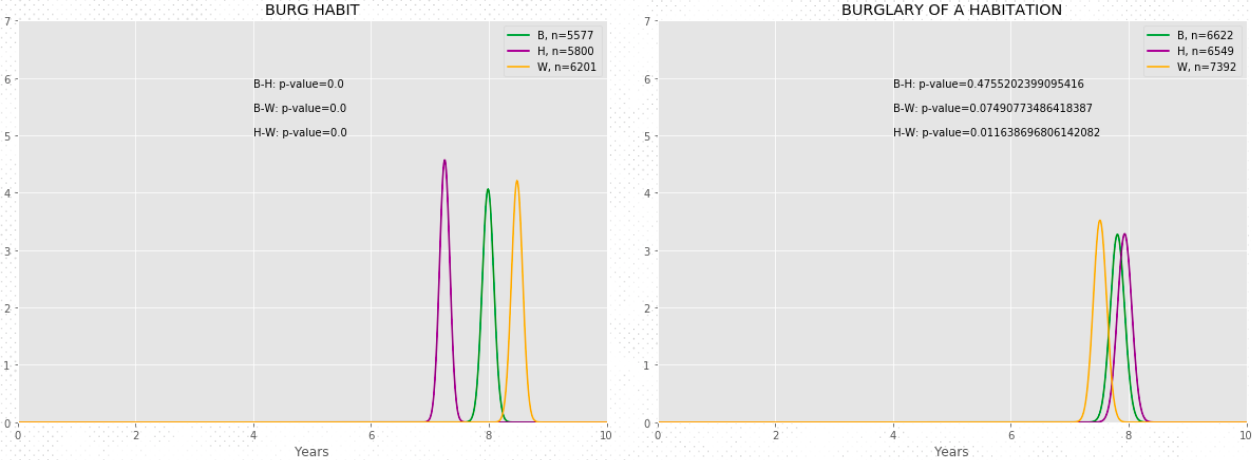 BURG HABIT
7
6
5
4
3
2
1
0
B, n=5577
H, n=5800
W, n=6201
B-H: p-value=0.0
B-W: p-value=0.0
H-W: p-value=0.0
0 2 4 6 8 10
Years
BURGLARY OF A HABITATION
7
6
5
4
3
2
1
0
B, n=6622
H, n=6549
W, n=7392
B-H: p-value=0.4755202399095416
B-W: p-value=0.07490773486418387
H-W: p-value=0.011638696806142082
0 2 4 6 8 10
Years